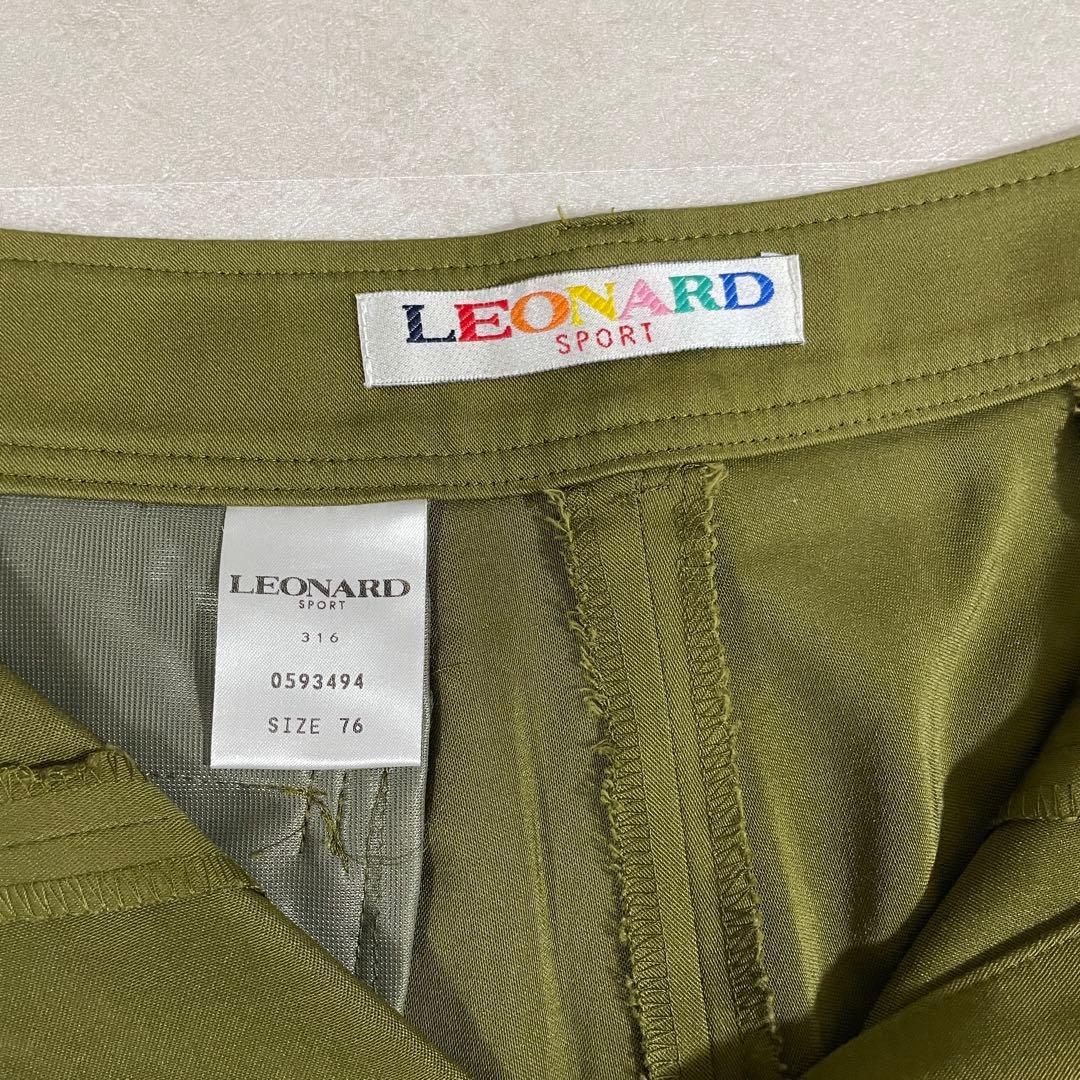 LEONARD
SPORT
LEONARD
SPORT
316
0593494
SIZE 76